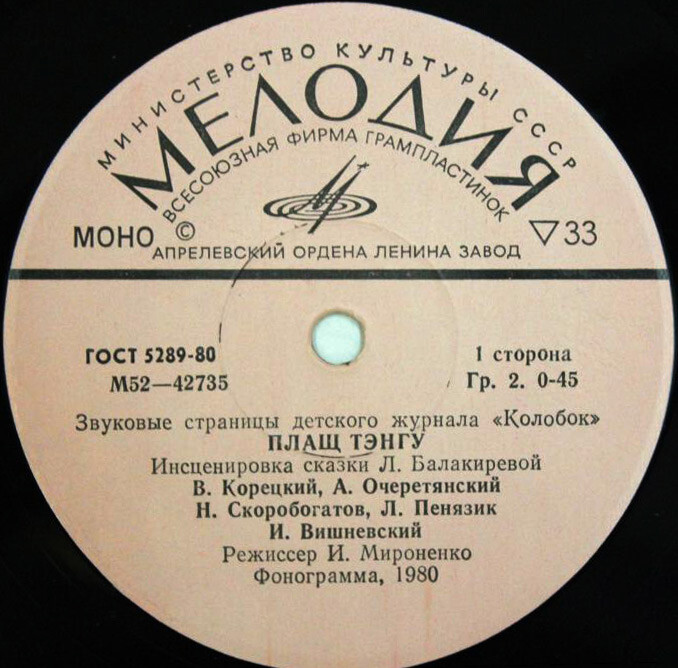 МИНИСТЕРСТВО КУЛЬТУРЫ СССР
МЕЛОДИЯ
ВСЕСОЮЗНАЯ ФИРМА ГРАМПЛАСТИНОК
МОНО © ▽ 33
АПРЕЛЕВСКИЙ ОРДЕНА ЛЕНИНА ЗАВОД
ГОСТ 5289-80 1 сторона
М52—42735 Гр. 2. 0-45
Звуковые страницы детского журнала «Колобок»
ПЛАЩ ТЭНГУ
Инсценировка сказки Л. Балакиревой
В. Корецкий, А. Очеретянский
Н. Скоробогатов, Л. Пенязик
И. Вишневский
Режиссер И. Мироненко
Фонограмма, 1980